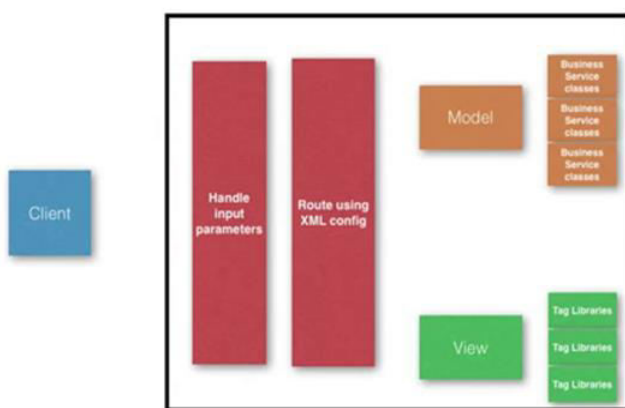 Client
Handle
input
parameters
Route using
XML config
Model
Business
Service
classes
Business
Service
classes
Business
Service
classes
View
Tag Libraries
Tag Libraries
Tag Libraries